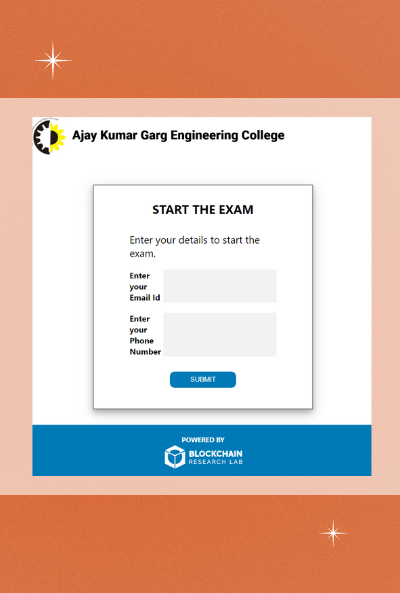 Ajay Kumar Garg Engineering College
START THE EXAM
Enter your details to start the
exam.
Enter
your
Email Id
Enter
your
Phone
Number
SUBMIT
POWERED BY
BLOCKCHAIN
RESEARCH LAB